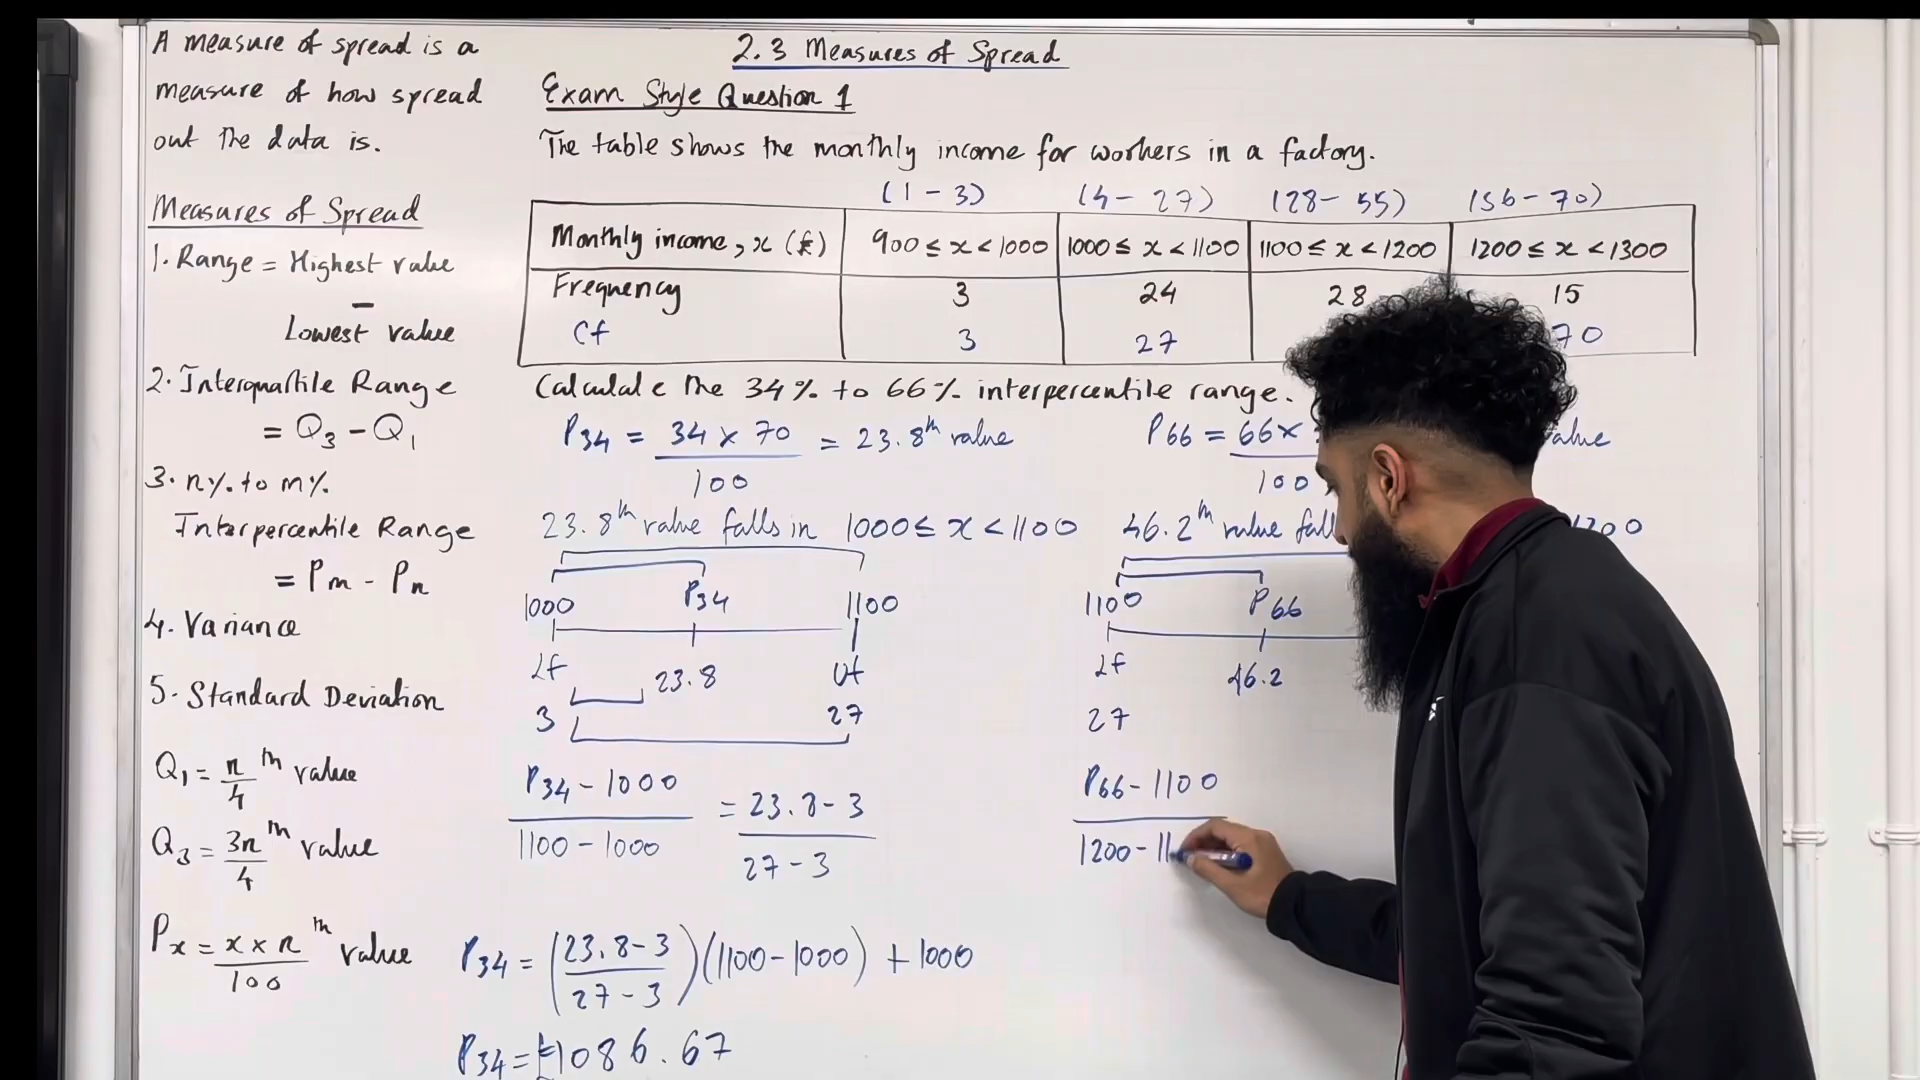 A measure of spread is a
measure of how spread
out the data is.
Measures of Spread
1. Range = Highest value
–
Lowest value
2. Interquartile Range
= Q3 – Q1
3. n% to m%
Interpercentile Range
= Pm - Pn
4. Variance
5. Standard Deviation
Q1 = n/4 th value
Q3 = 3n/4 th value
Px = x × n/100 th value
2.3 Measures of Spread
Exam Style Question 1
The table shows the monthly income for workers in a factory.
(1 - 3) (4 - 27) (28 - 55) (56 - 70)
Monthly income, x (£) 900 ≤ x < 1000 1000 ≤ x < 1100 1100 ≤ x < 1200 1200 ≤ x < 1300
Frequency 3 24 28 15
Cf 3 27 70
Calculate the 34% to 66% interpercentile range.
P34 = 34 × 70/100 = 23.8th value
23.8th value falls in 1000 ≤ x < 1100
1000 P34 1100
Lf 23.8 Uf
3 27
P34 - 1000/1100 - 1000 = 23.8 - 3/27 - 3
P34 = (23.8 - 3/27 - 3)(1100 - 1000) + 1000
P34 = £1086.67
P66 = 66 × /100 value
46.2th value 1200
1100 P66
Lf 46.2
27
P66 - 1100
1200 - 11